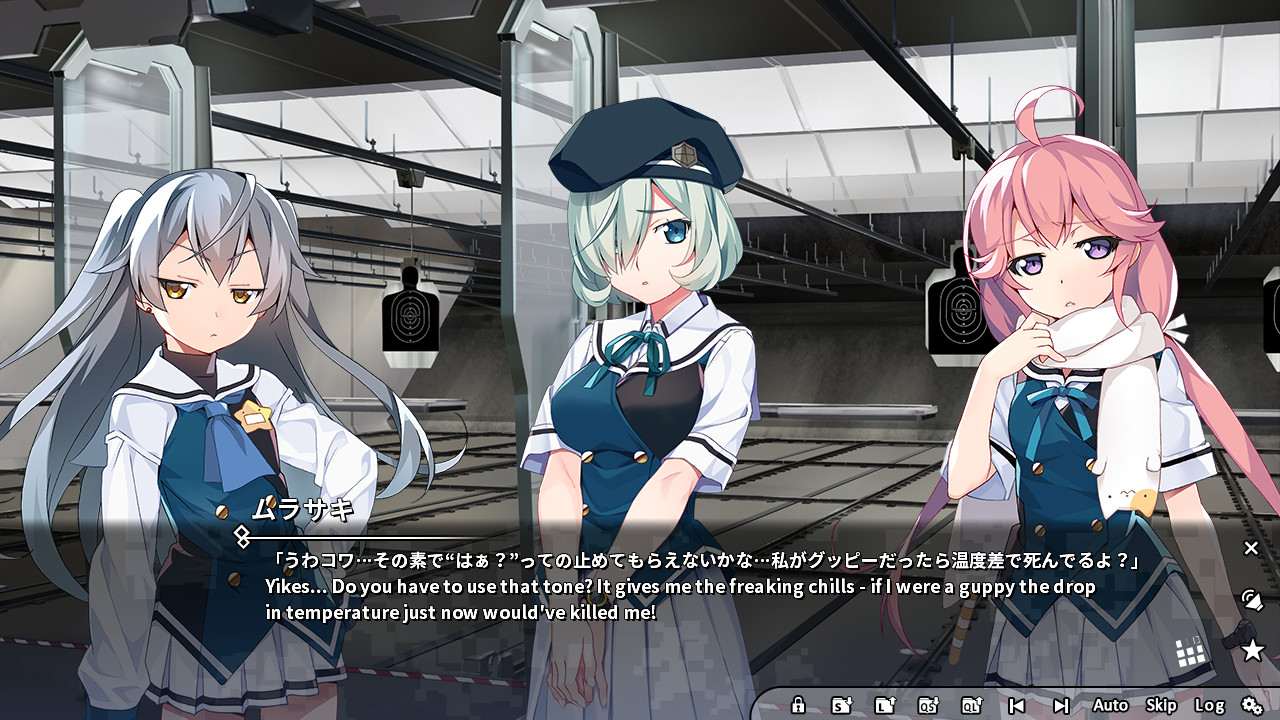 ムラサキ
「うわコワ…その素で“はぁ？”っての止めてもらえないかな…私がグッピーだったら温度差で死んでるよ？」
Yikes... Do you have to use that tone? It gives me the freaking chills - if I were a guppy the drop
in temperature just now would've killed me!
S L QS QL Auto Skip Log